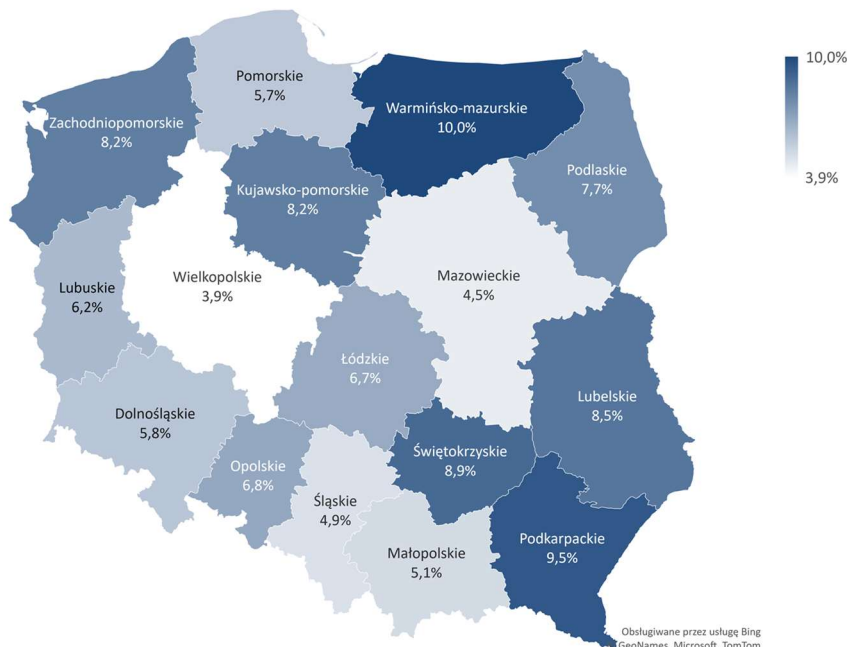 Pomorskie
5,7%
Warmińsko-mazurskie
10,0%
Zachodniopomorskie
8,2%
Podlaskie
7,7%
Kujawsko-pomorskie
8,2%
Mazowieckie
4,5%
Wielkopolskie
3,9%
Lubuskie
6,2%
Łódzkie
6,7%
Lubelskie
8,5%
Dolnośląskie
5,8%
Świętokrzyskie
8,9%
Opolskie
6,8%
Śląskie
4,9%
Podkarpackie
9,5%
Małopolskie
5,1%
10,0%
3,9%
Obsługiwane przez usługę Bing
GeoNames, Microsoft, TomTom